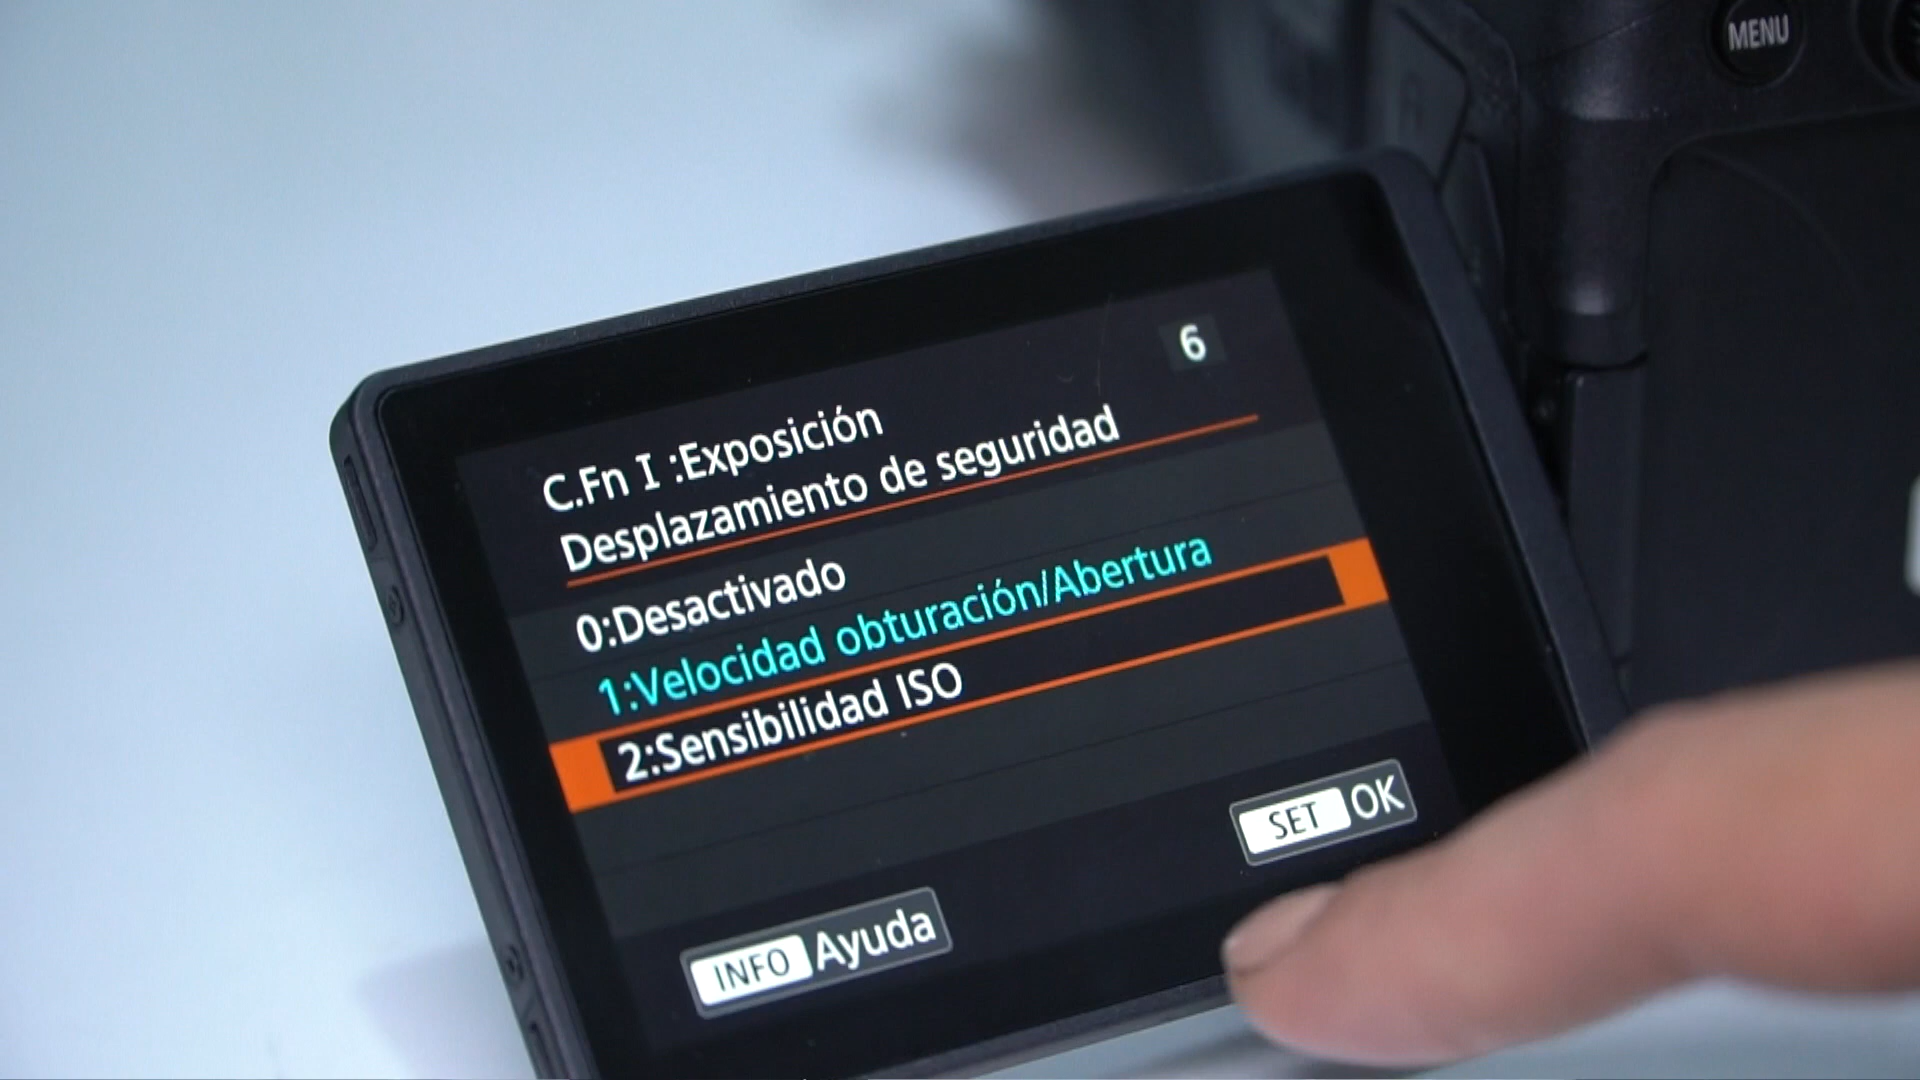 MENU
6
C.Fn I :Exposición
Desplazamiento de seguridad
0:Desactivado
1:Velocidad obturación/Abertura
2:Sensibilidad ISO
SET OK
INFO Ayuda